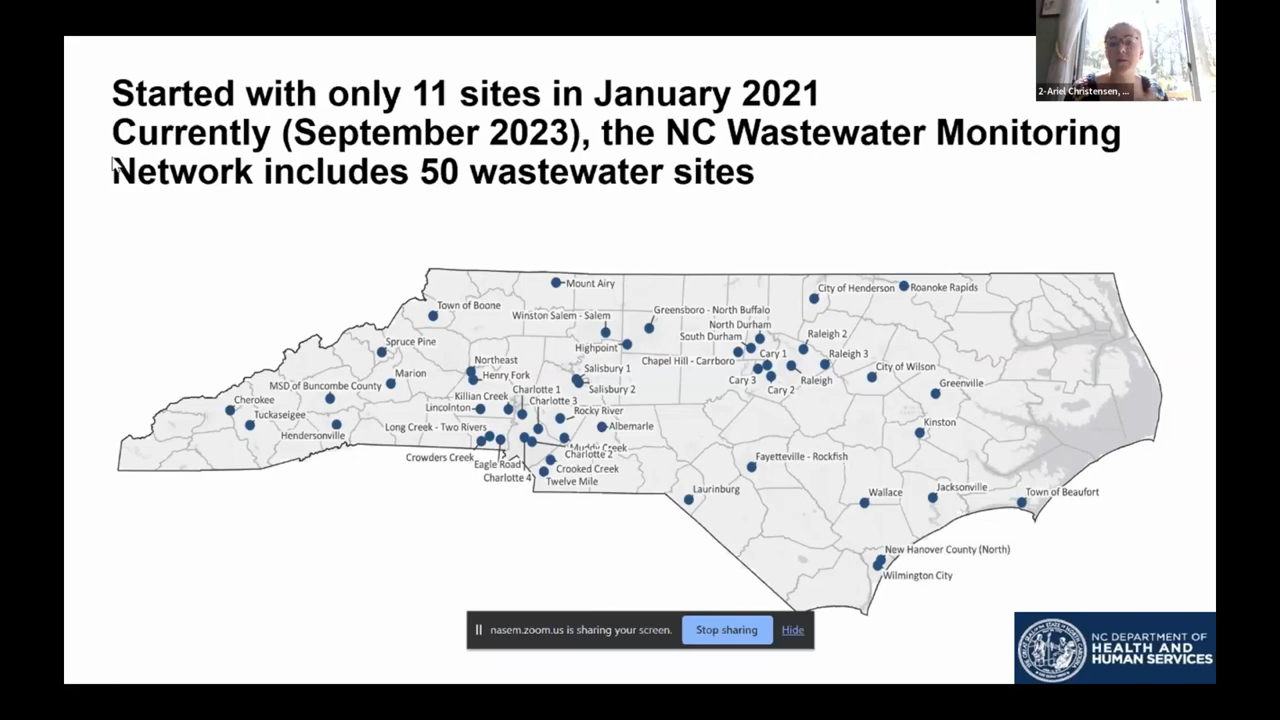 2-Ariel Christensen, ...
Started with only 11 sites in January 2021
Currently (September 2023), the NC Wastewater Monitoring
Network includes 50 wastewater sites
Mount Airy
City of Henderson
Roanoke Rapids
Town of Boone
Winston Salem - Salem
Greensboro - North Buffalo
North Durham
South Durham
Raleigh 2
Spruce Pine
Highpoint
Chapel Hill - Carrboro
Cary 1
Raleigh 3
Northeast
Henry Fork
Salisbury 1
Marion
MSD of Buncombe County
Cary 3
Cary 2
Raleigh
City of Wilson
Greenville
Killian Creek
Charlotte 1
Salisbury 2
Cherokee
Lincolnton
Charlotte 3
Rocky River
Tuckaseigee
Hendersonville
Long Creek - Two Rivers
Albemarle
Kinston
Muddy Creek
Charlotte 2
Crowders Creek
Eagle Road
Crooked Creek
Charlotte 4
Twelve Mile
Fayetteville - Rockfish
Laurinburg
Wallace
Jacksonville
Town of Beaufort
New Hanover County (North)
Wilmington City
nasem.zoom.us is sharing your screen.
Stop sharing
Hide
NC DEPARTMENT OF
HEALTH AND
HUMAN SERVICES